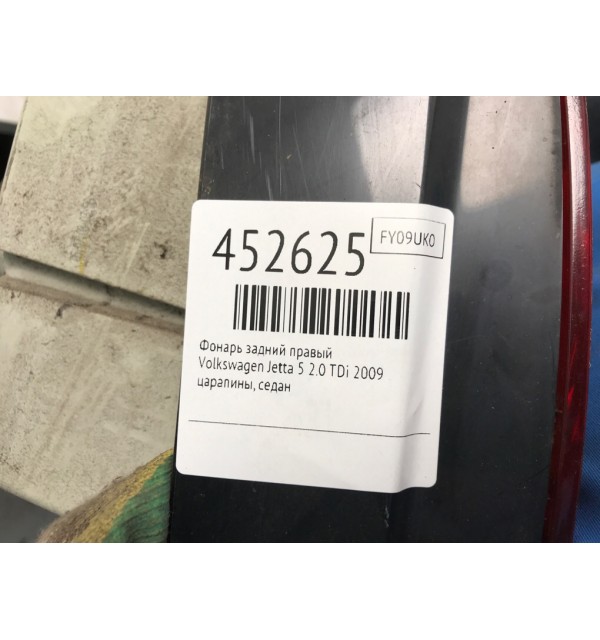 452625
FY09UK0
Фонарь задний правый
Volkswagen Jetta 5 2.0 TDi 2009
царапины, седан